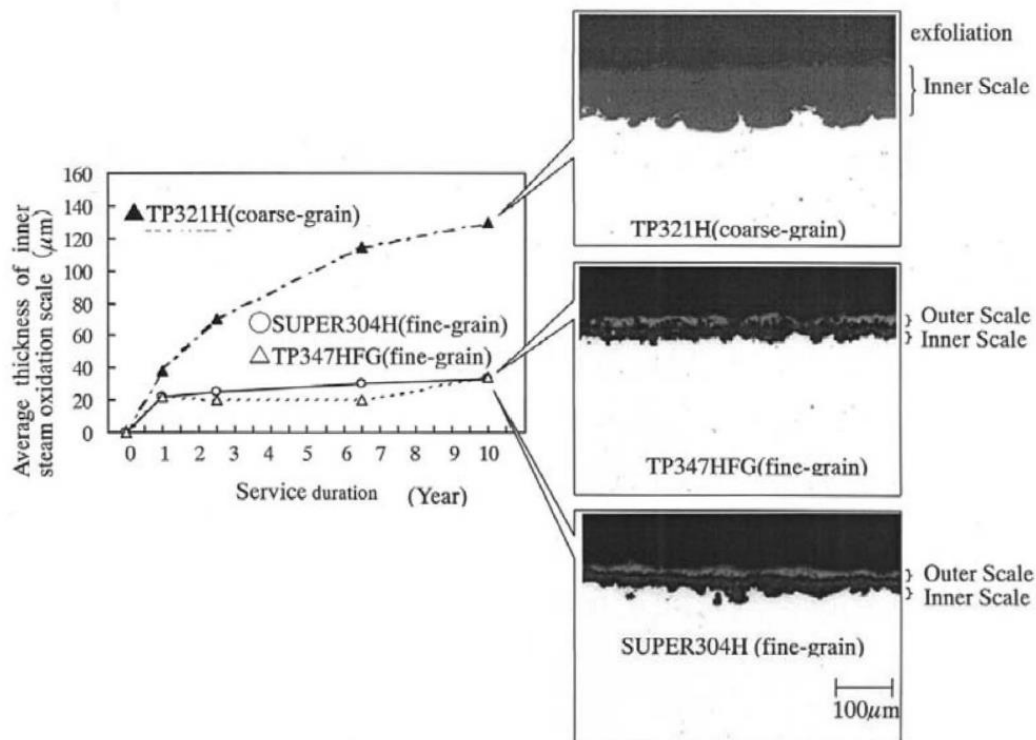 exfoliation
Inner Scale
TP321H(coarse-grain)
Outer Scale
Inner Scale
TP347HFG(fine-grain)
Outer Scale
Inner Scale
SUPER304H (fine-grain)
100μm
Average thickness of inner
steam oxidation scale (μm)
160
140
120
100
80
60
40
20
0
TP321H(coarse-grain)
SUPER304H(fine-grain)
TP347HFG(fine-grain)
0 1 2 3 4 5 6 7 8 9 10
Service duration (Year)